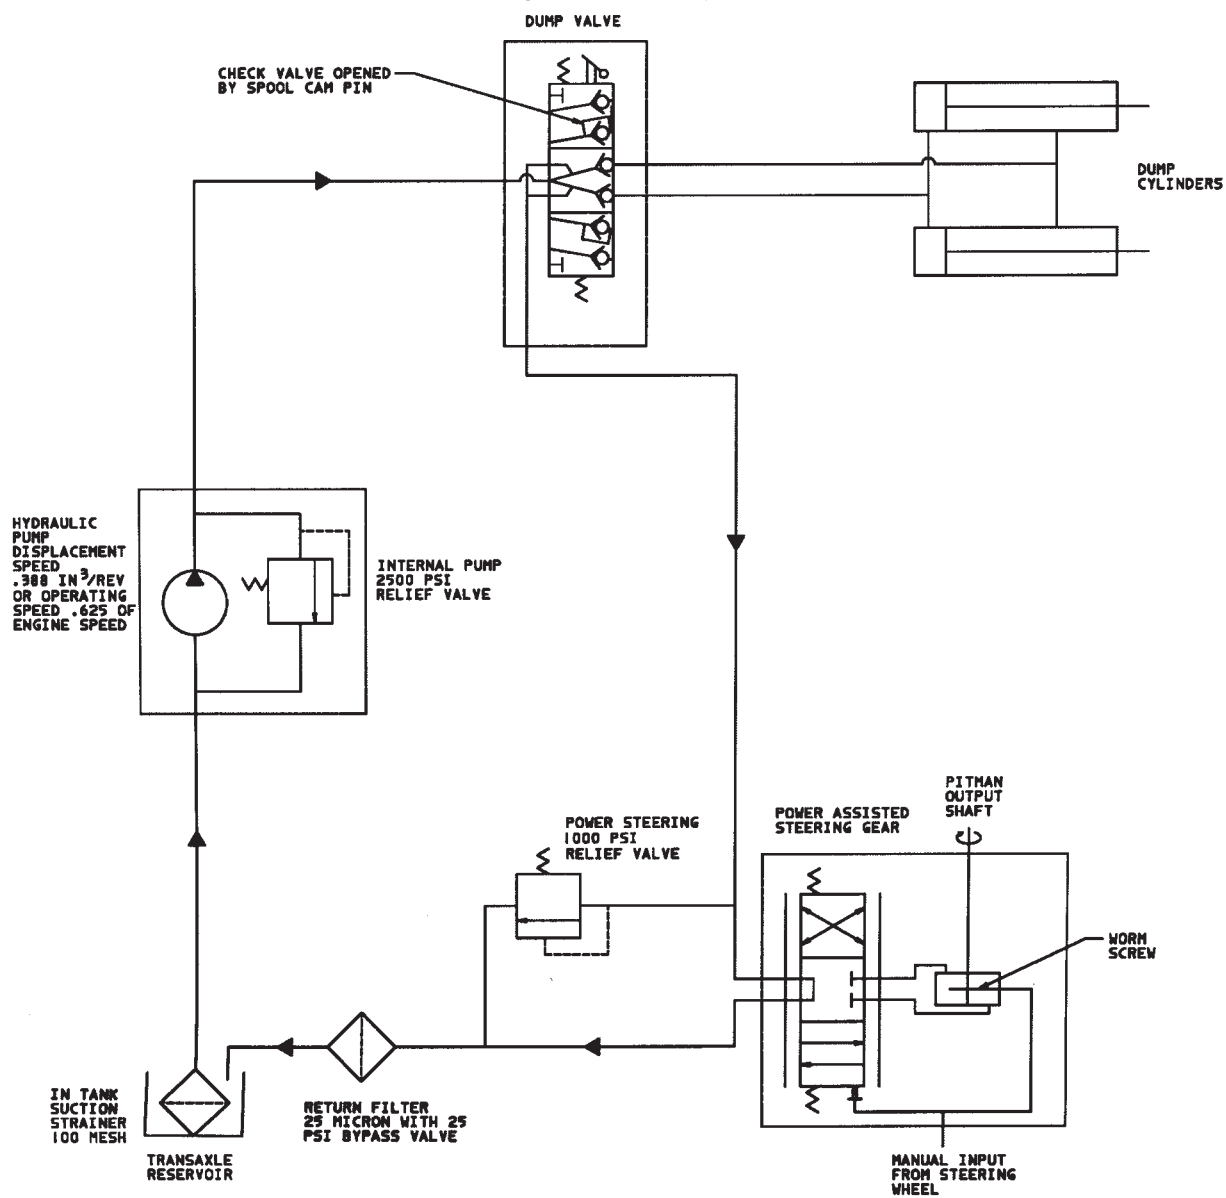 DUMP VALVE
CHECK VALVE OPENED
BY SPOOL CAM PIN
DUMP
CYLINDERS
HYDRAULIC
PUMP
DISPLACEMENT
SPEED
.388 IN³/REV
OR OPERATING
SPEED .625 OF
ENGINE SPEED
INTERNAL PUMP
2500 PSI
RELIEF VALVE
PITMAN
OUTPUT
SHAFT
POWER ASSISTED
STEERING GEAR
POWER STEERING
1000 PSI
RELIEF VALVE
WORM
SCREW
IN TANK
SUCTION
STRAINER
100 MESH
RETURN FILTER
25 MICRON WITH 25
PSI BYPASS VALVE
TRANSAXLE
RESERVOIR
MANUAL INPUT
FROM STEERING
WHEEL